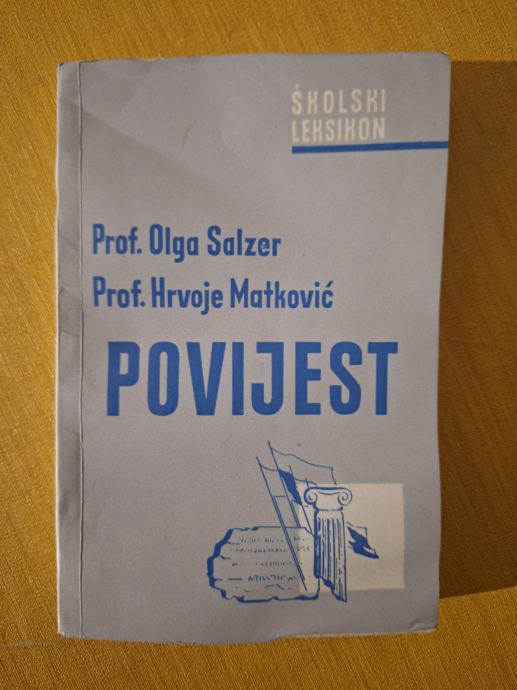 ŠKOLSKI
LEKSIKON
Prof. Olga Salzer
Prof. Hrvoje Matković
POVIJEST